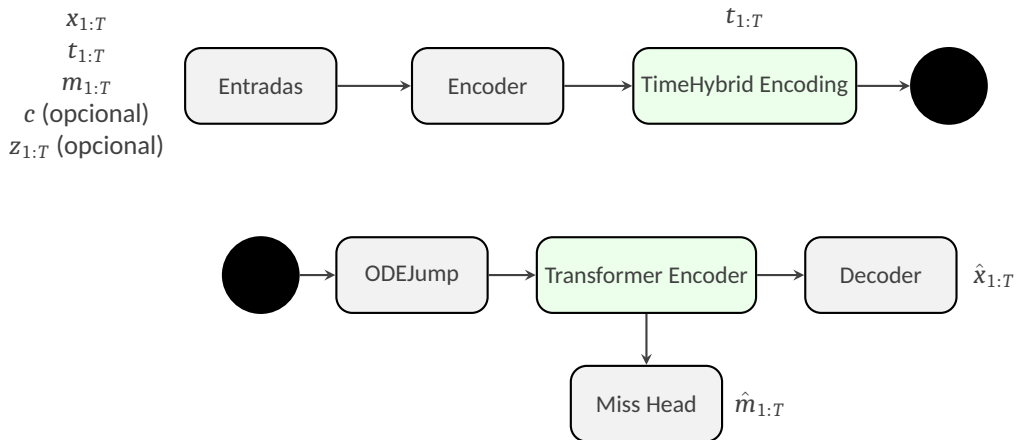 x_{1:T}
t_{1:T}
m_{1:T}
c (opcional)
z_{1:T} (opcional)
Entradas
Encoder
t_{1:T}
TimeHybrid Encoding
ODEJump
Transformer Encoder
Decoder
x̂_{1:T}
Miss Head
m̂_{1:T}